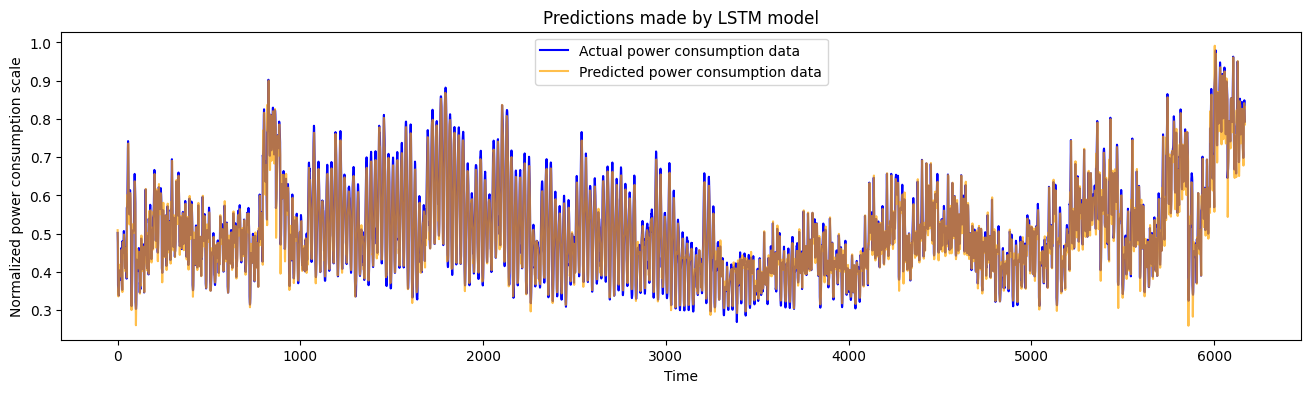 Predictions made by LSTM model
Actual power consumption data
Predicted power consumption data
Normalized power consumption scale
1.0
0.9
0.8
0.7
0.6
0.5
0.4
0.3
0 1000 2000 3000 4000 5000 6000
Time